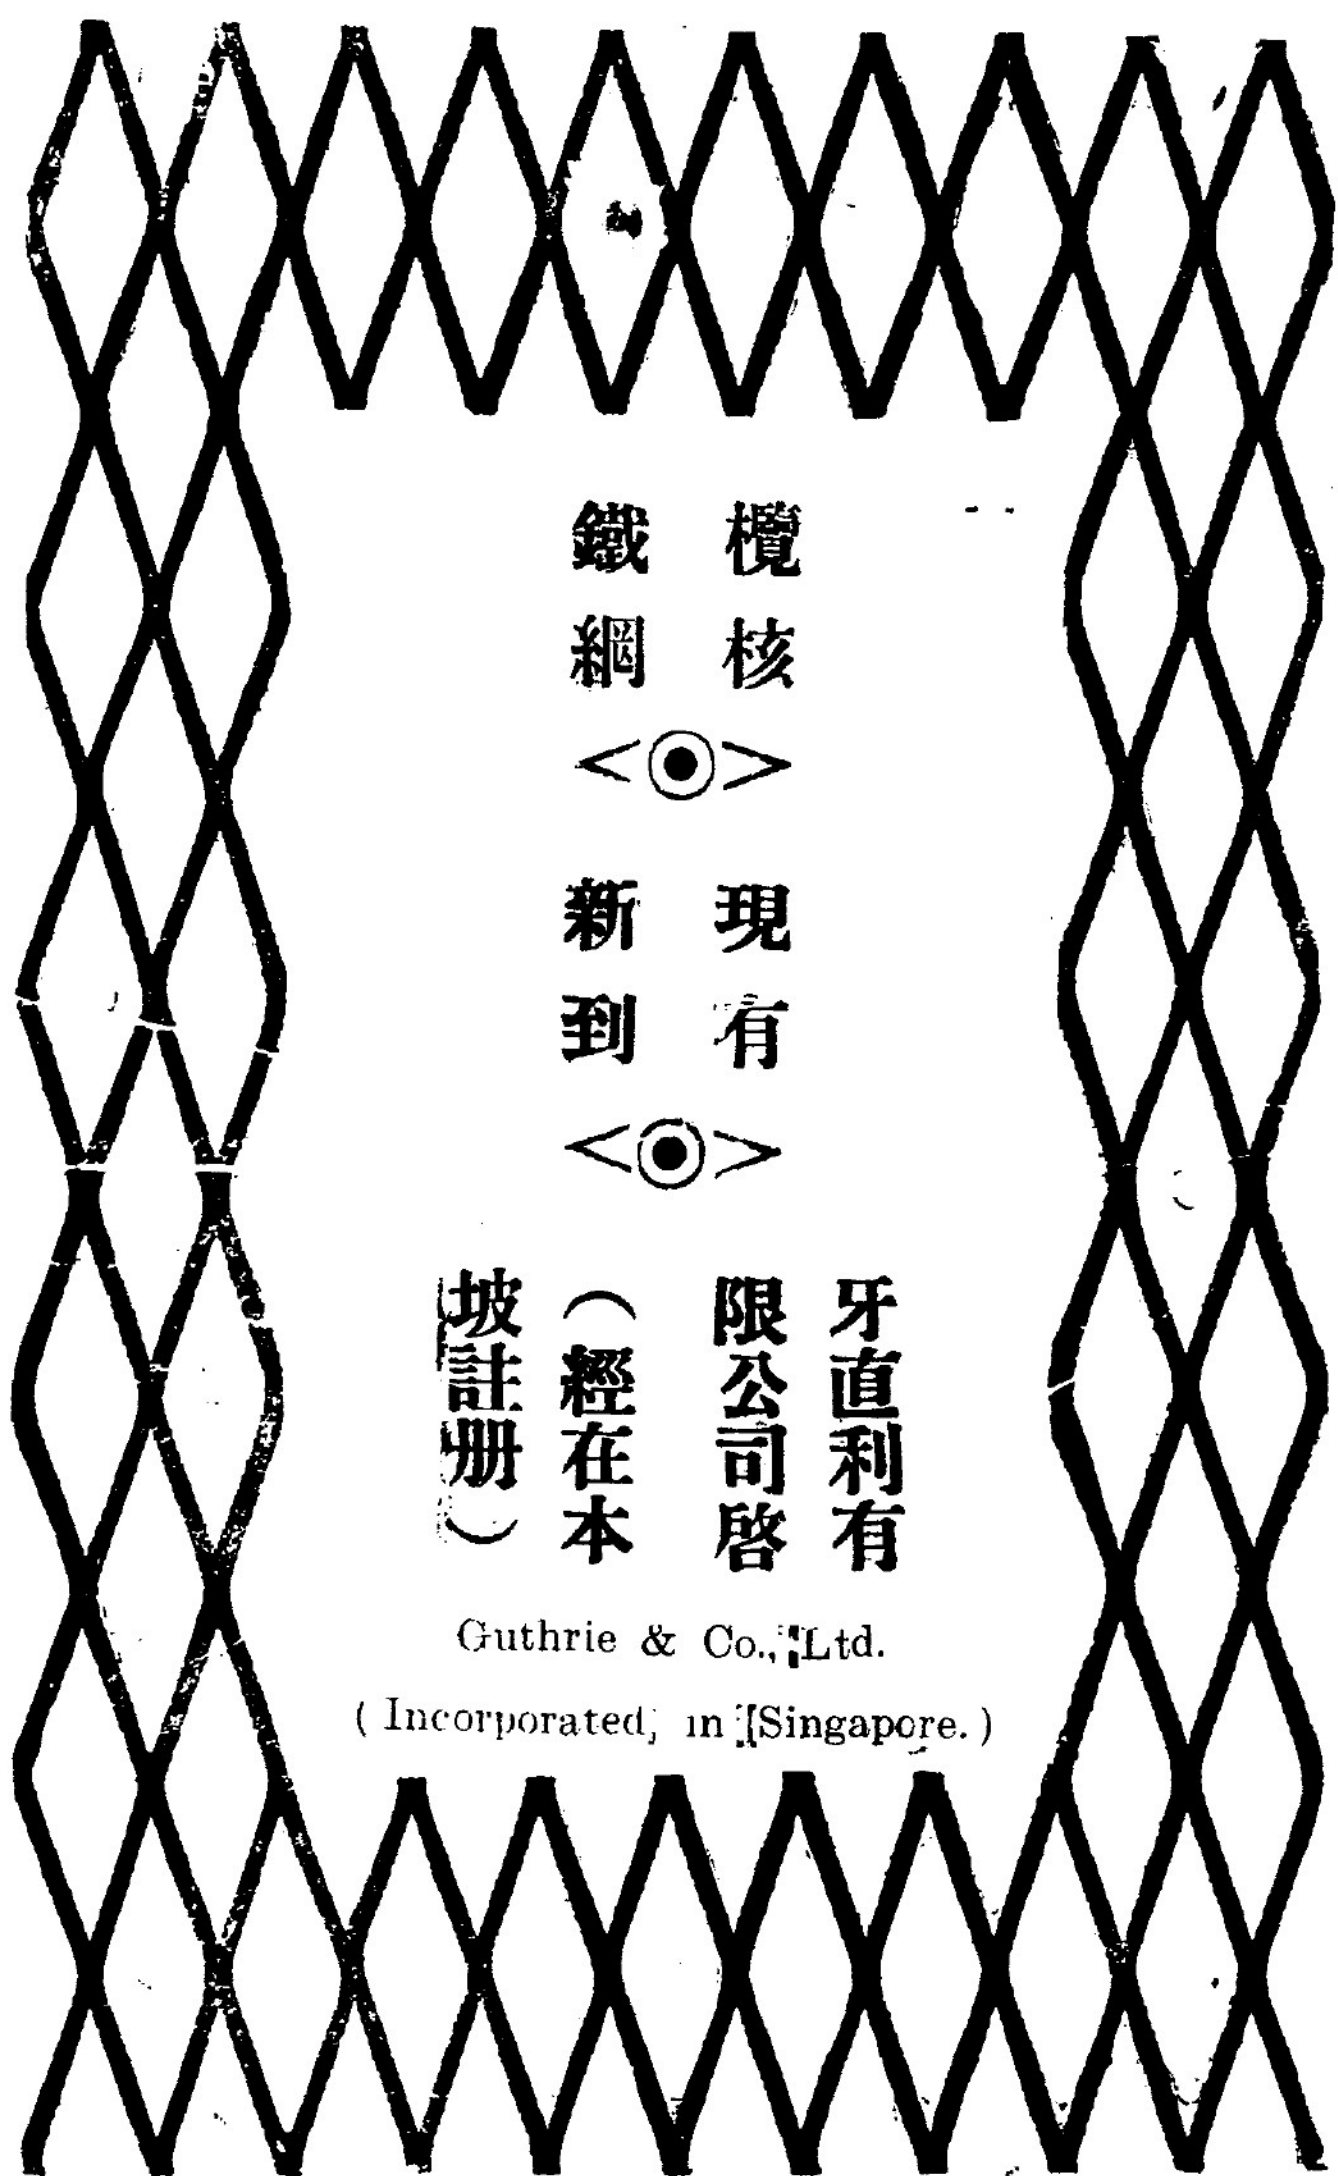 欖核
鐵網
現有
新到
牙直利有
限公司啓
（經在本
坡註册）
Guthrie & Co., Ltd.
( Incorporated in Singapore. )